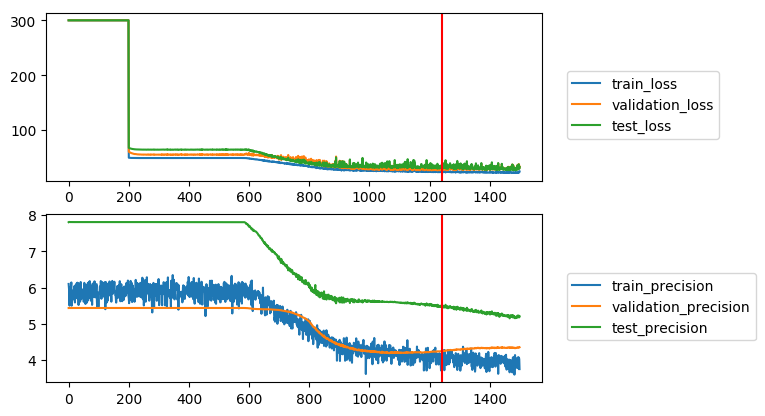 300
200
100
0 200 400 600 800 1000 1200 1400
train_loss
validation_loss
test_loss
8
7
6
5
4
0 200 400 600 800 1000 1200 1400
train_precision
validation_precision
test_precision